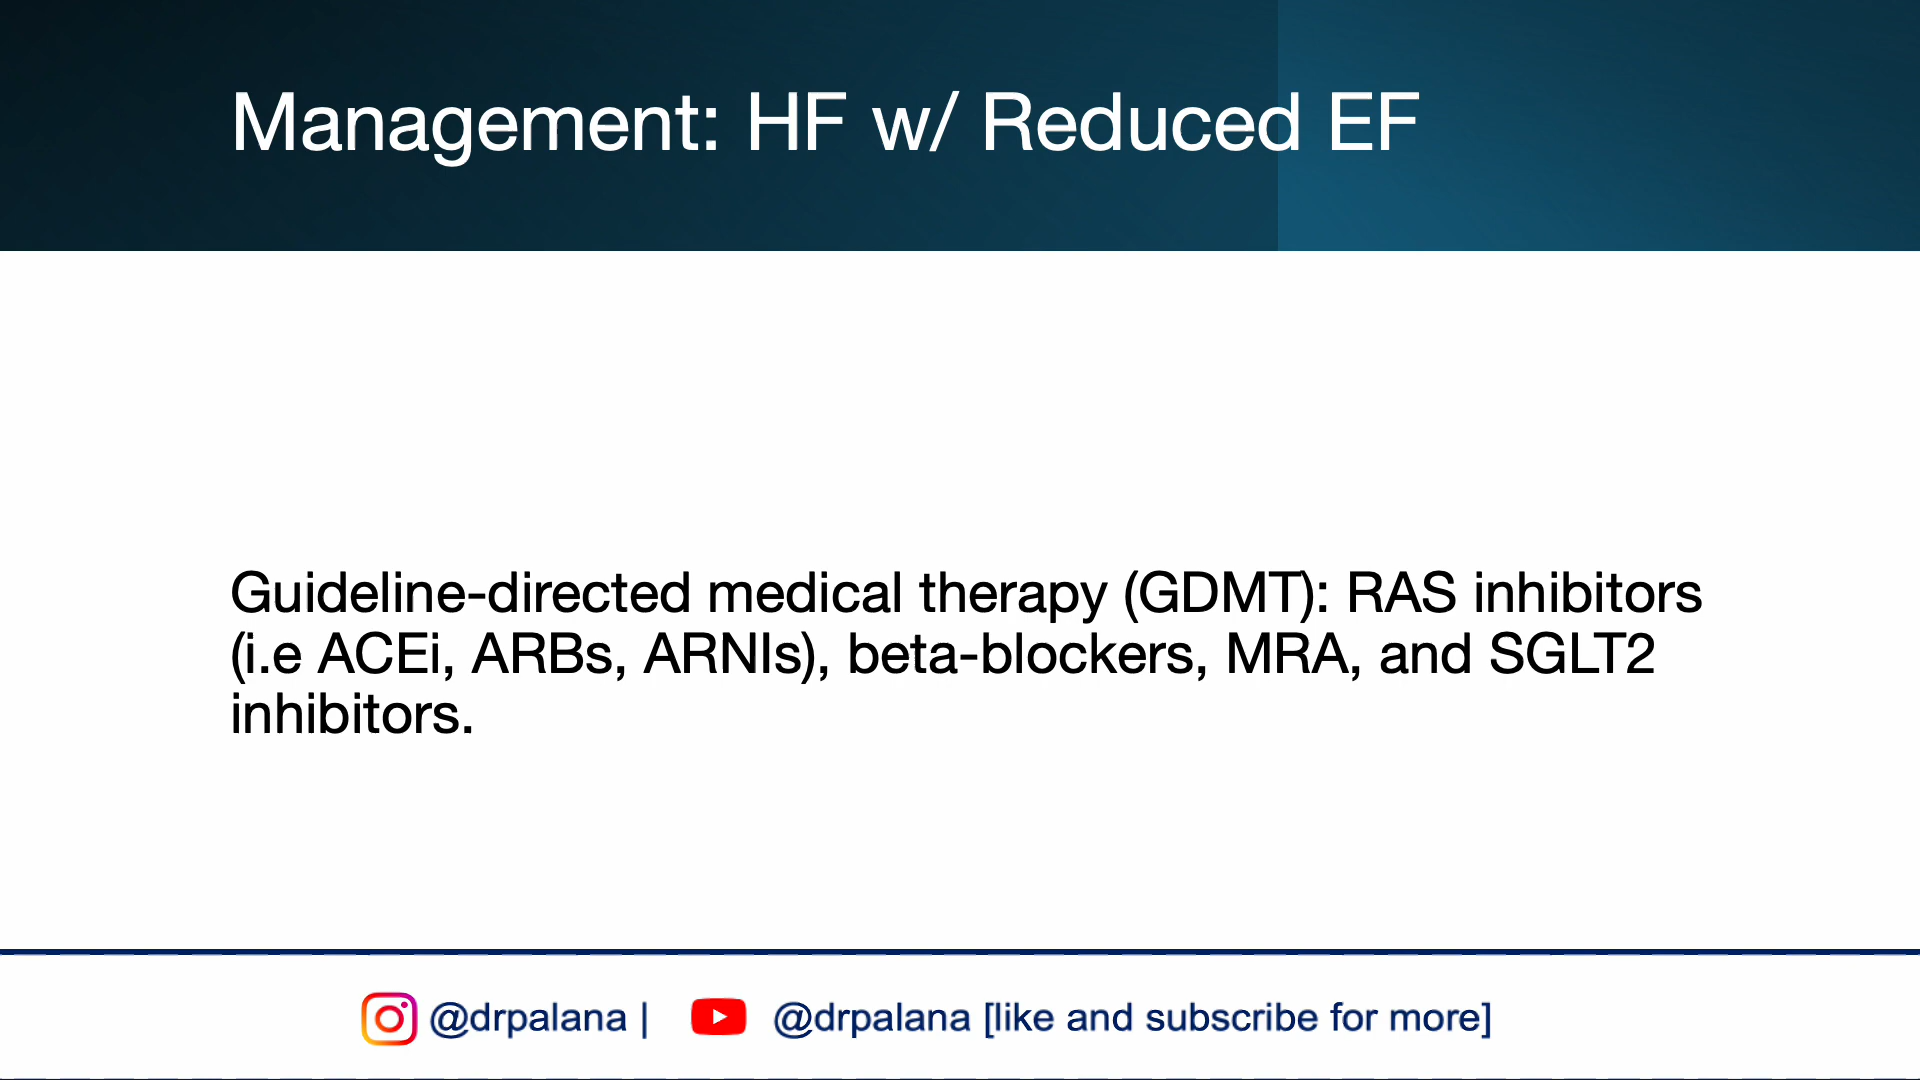 Management: HF w/ Reduced EF
Guideline-directed medical therapy (GDMT): RAS inhibitors
(i.e ACEi, ARBs, ARNIs), beta-blockers, MRA, and SGLT2
inhibitors.
@drpalana | @drpalana [like and subscribe for more]